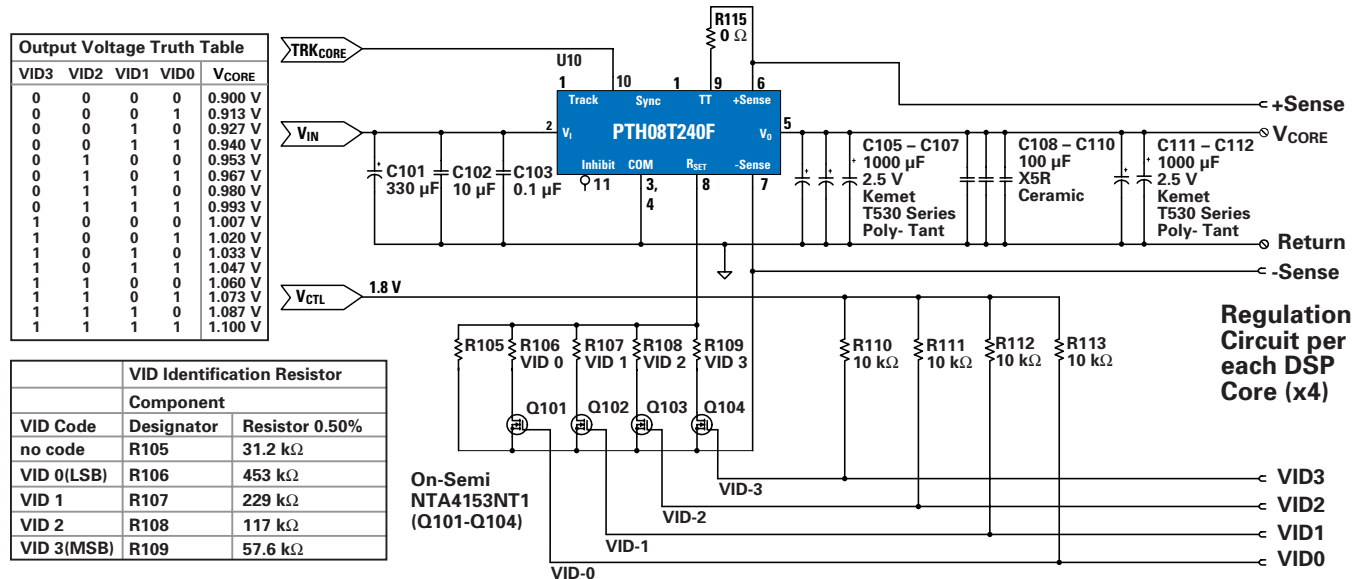 Output Voltage Truth Table
VID3 VID2 VID1 VID0 VCORE
0 0 0 0 0.900 V
0 0 0 1 0.913 V
0 0 1 0 0.927 V
0 0 1 1 0.940 V
0 1 0 0 0.953 V
0 1 0 1 0.967 V
0 1 1 0 0.980 V
0 1 1 1 0.993 V
1 0 0 0 1.007 V
1 0 0 1 1.020 V
1 0 1 0 1.033 V
1 0 1 1 1.047 V
1 1 0 0 1.060 V
1 1 0 1 1.073 V
1 1 1 0 1.087 V
1 1 1 1 1.100 V
VID Identification Resistor
Component
VID Code Designator Resistor 0.50%
no code R105 31.2 kΩ
VID 0(LSB) R106 453 kΩ
VID 1 R107 229 kΩ
VID 2 R108 117 kΩ
VID 3(MSB) R109 57.6 kΩ
TRKCORE
VIN
VCTL
1.8 V
R115
0 Ω
U10
1 10 1 9 6
Track Sync TT +Sense
2 VI PTH08T240F VO 5
Inhibit COM RSET -Sense
11 3, 8 7
4
C101
330 µF
C102
10 µF
C103
0.1 µF
C105 – C107
1000 µF
2.5 V
Kemet
T530 Series
Poly- Tant
C108 – C110
100 µF
X5R
Ceramic
C111 – C112
1000 µF
2.5 V
Kemet
T530 Series
Poly- Tant
+Sense
VCORE
Return
-Sense
R105
R106
VID 0
R107
VID 1
R108
VID 2
R109
VID 3
R110
10 kΩ
R111
10 kΩ
R112
10 kΩ
R113
10 kΩ
Regulation
Circuit per
each DSP
Core (x4)
Q101 Q102 Q103 Q104
On-Semi
NTA4153NT1
(Q101-Q104)
VID-3
VID-2
VID-1
VID-0
VID3
VID2
VID1
VID0